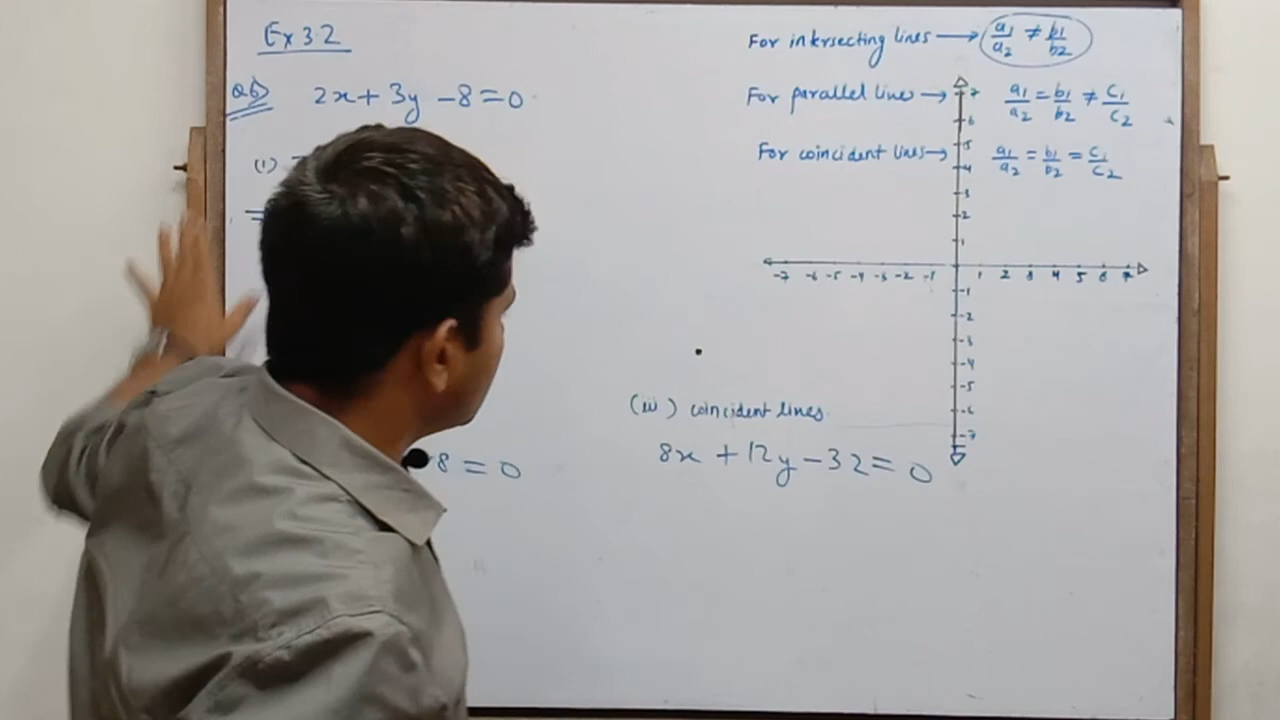 Ex 3.2
Q6) 2x + 3y - 8 = 0
(i)
8 = 0
For intersecting lines → a1/a2 ≠ b1/b2
For parallel lines → a1/a2 = b1/b2 ≠ c1/c2
For coincident lines → a1/a2 = b1/b2 = c1/c2
7
6
5
4
3
2
1
-7 -6 -5 -4 -3 -2 -1 1 2 3 4 5 6 7
-1
-2
-3
-4
-5
-6
-7
(iii) coincident lines
8x + 12y - 32 = 0